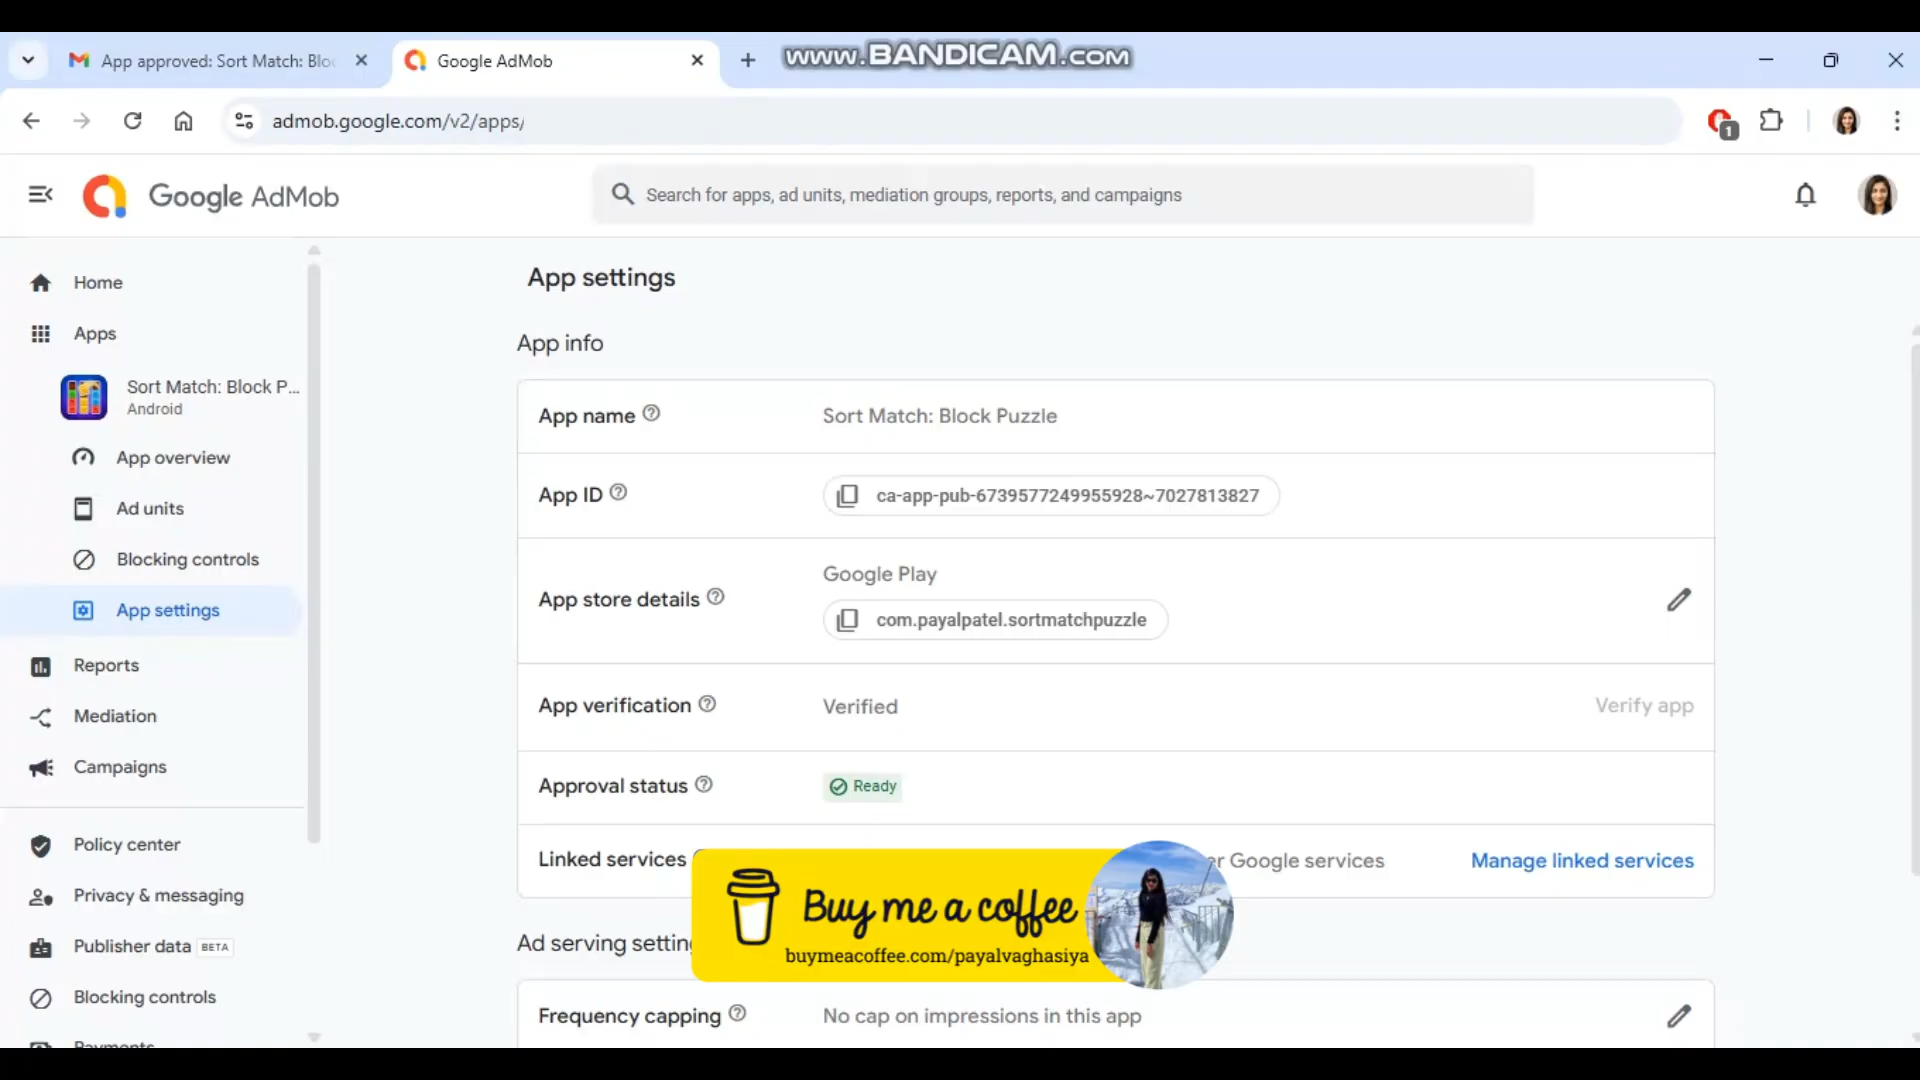 App approved: Sort Match: Bloc
Google AdMob
www.BANDICAM.com
admob.google.com/v2/apps/
1
Google AdMob
Search for apps, ad units, mediation groups, reports, and campaigns
Home
Apps
Sort Match: Block P...
Android
App overview
Ad units
Blocking controls
App settings
Reports
Mediation
Campaigns
Policy center
Privacy & messaging
Publisher data BETA
Blocking controls
Payments
App settings
App info
App name
Sort Match: Block Puzzle
App ID
ca-app-pub-6739577249955928~7027813827
App store details
Google Play
com.payalpatel.sortmatchpuzzle
App verification
Verified
Verify app
Approval status
Ready
Linked services
er Google services
Manage linked services
Buy me a coffee
buymeacoffee.com/payalvaghasiya
Ad serving setting
Frequency capping
No cap on impressions in this app